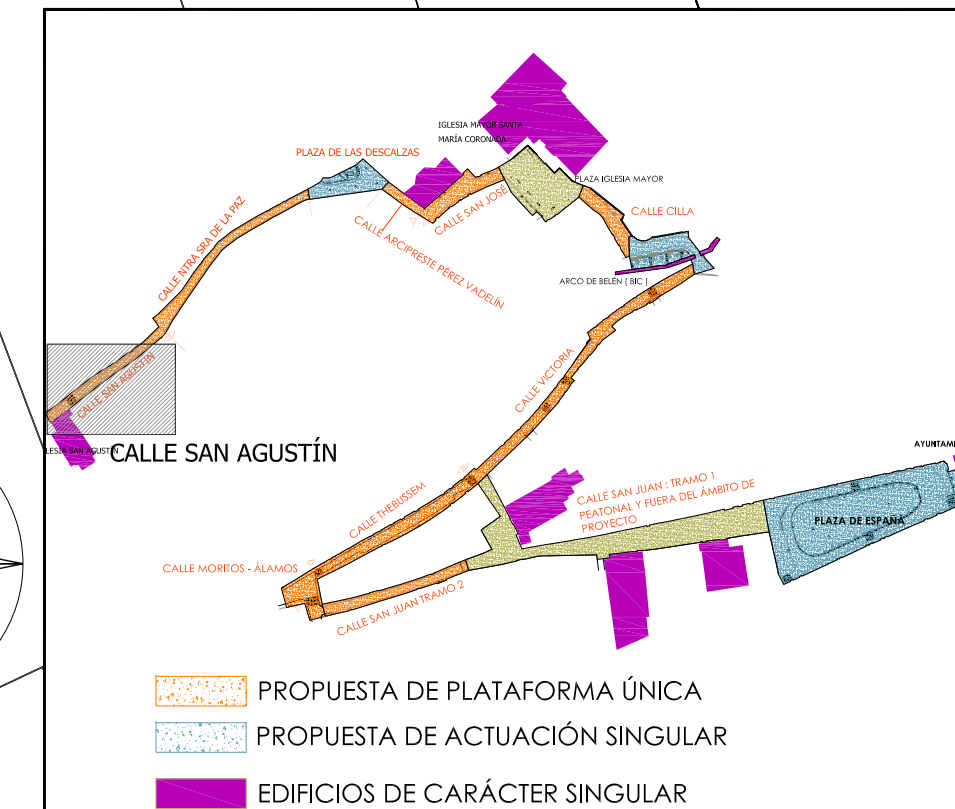 IGLESIA MAYOR SANTA
MARÍA CORONADA
PLAZA DE LAS DESCALZAS
PLAZA IGLESIA MAYOR
CALLE SAN JOSÉ
CALLE CILLA
CALLE ARCIPRESTE PÉREZ VADELÍN
CALLE NTRA SRA DE LA PAZ
ARCO DE BELÉN ( BIC )
CALLE SAN AGUSTÍN
CALLE VICTORIA
LESIA SAN AGUSTIN
CALLE SAN AGUSTÍN
AYUNTAMI
CALLE SAN JUAN : TRAMO 1
PEATONAL Y FUERA DEL ÁMBITO DE
PROYECTO
CALLE THEBUSSEM
PLAZA DE ESPAÑA
CALLE MORITOS - ÁLAMOS
CALLE SAN JUAN TRAMO 2
PROPUESTA DE PLATAFORMA ÚNICA
PROPUESTA DE ACTUACIÓN SINGULAR
EDIFICIOS DE CARÁCTER SINGULAR